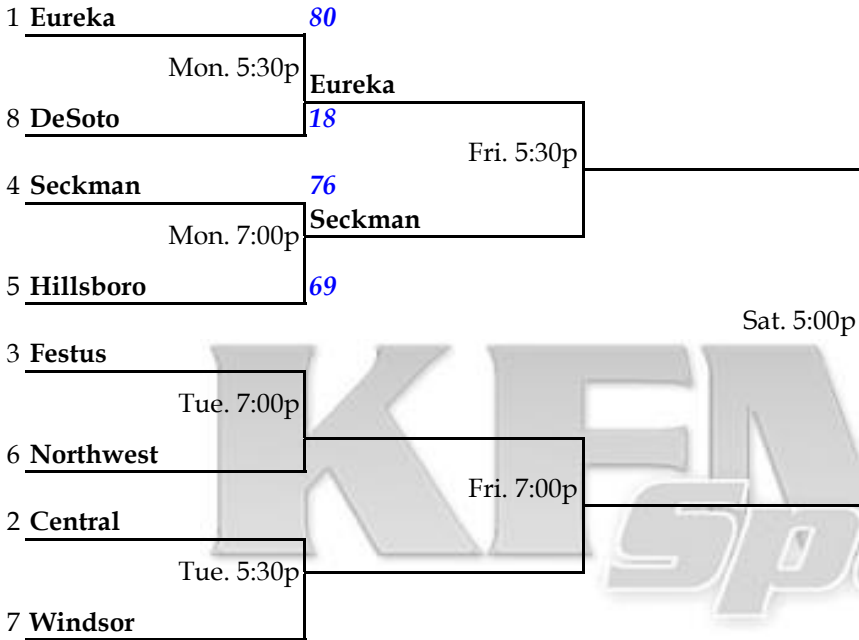 1 Eureka 80
Mon. 5:30p
Eureka
8 DeSoto 18
Fri. 5:30p
4 Seckman 76
Seckman
Mon. 7:00p
5 Hillsboro 69
Sat. 5:00p
3 Festus
Tue. 7:00p
6 Northwest
Fri. 7:00p
2 Central
Tue. 5:30p
7 Windsor